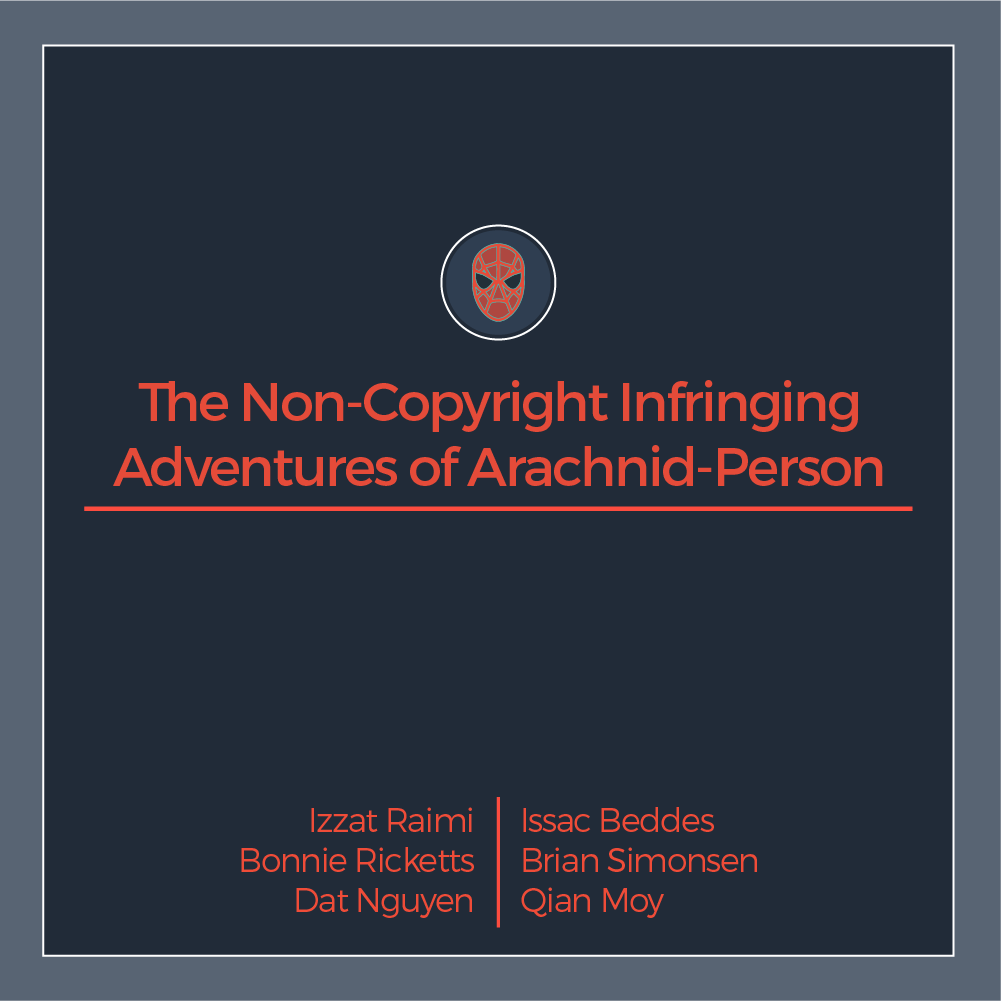 The Non-Copyright Infringing
Adventures of Arachnid-Person
Izzat Raimi
Bonnie Ricketts
Dat Nguyen
Issac Beddes
Brian Simonsen
Qian Moy